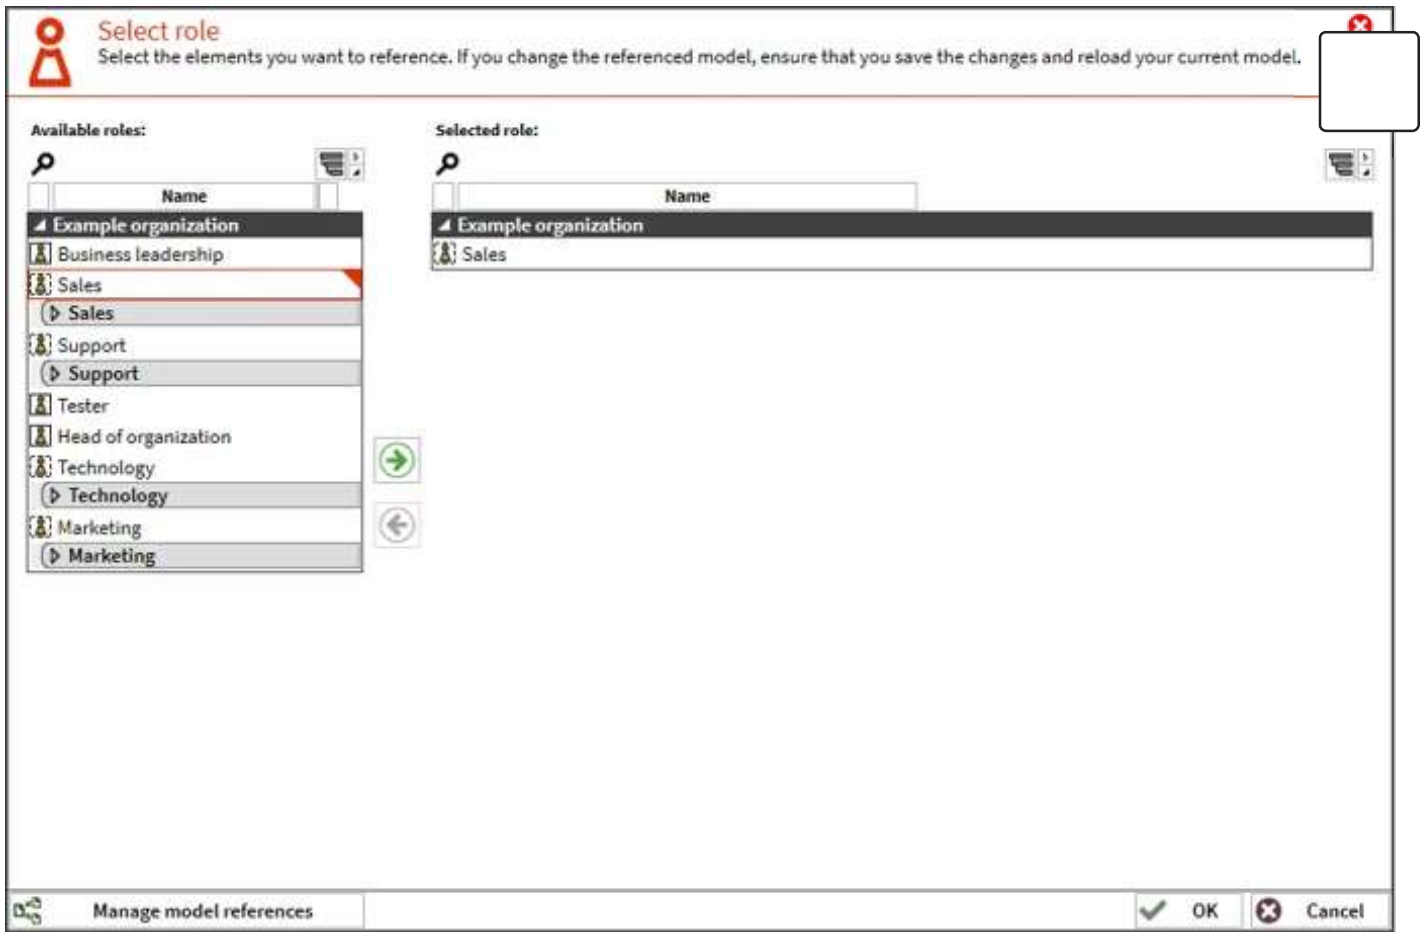 Select role
Select the elements you want to reference. If you change the referenced model, ensure that you save the changes and reload your current model.
Available roles:
Name
Example organization
Business leadership
Sales
Sales
Support
Support
Tester
Head of organization
Technology
Technology
Marketing
Marketing
Selected role:
Name
Example organization
Sales
Manage model references
OK
Cancel